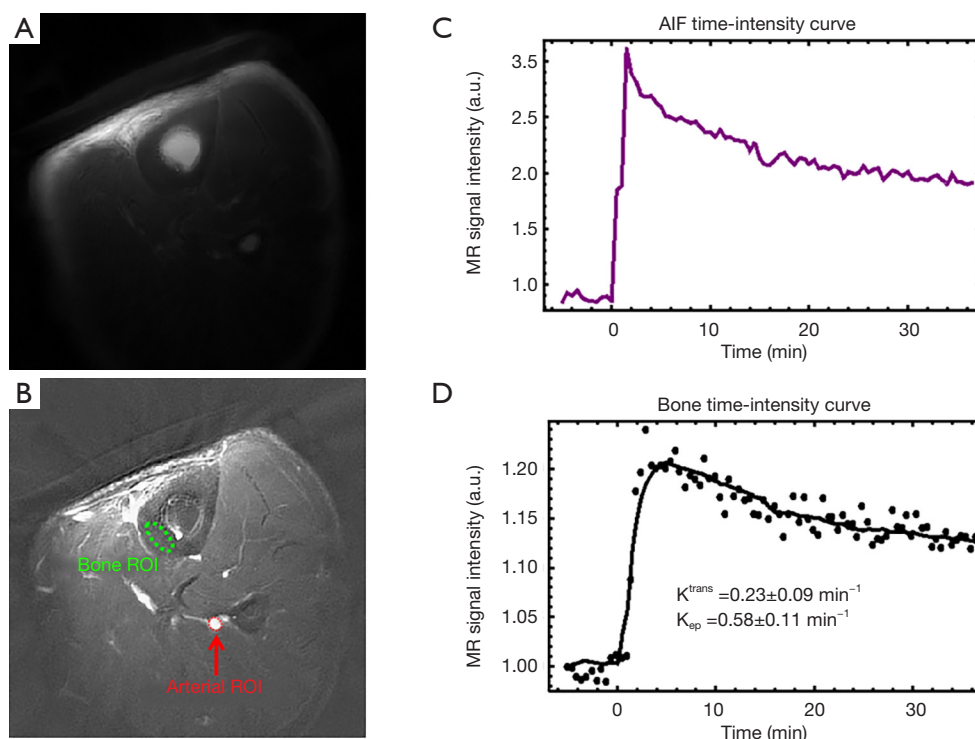 A
B
Bone ROI
Arterial ROI
C
AIF time-intensity curve
MR signal intensity (a.u.)
3.5
2.5
2.0
1.5
1.0
0
10
20
30
Time (min)
D
Bone time-intensity curve
MR signal intensity (a.u.)
1.20
1.15
1.10
1.05
1.00
K^trans =0.23±0.09 min⁻¹
K_ep =0.58±0.11 min⁻¹
0
10
20
30
Time (min)